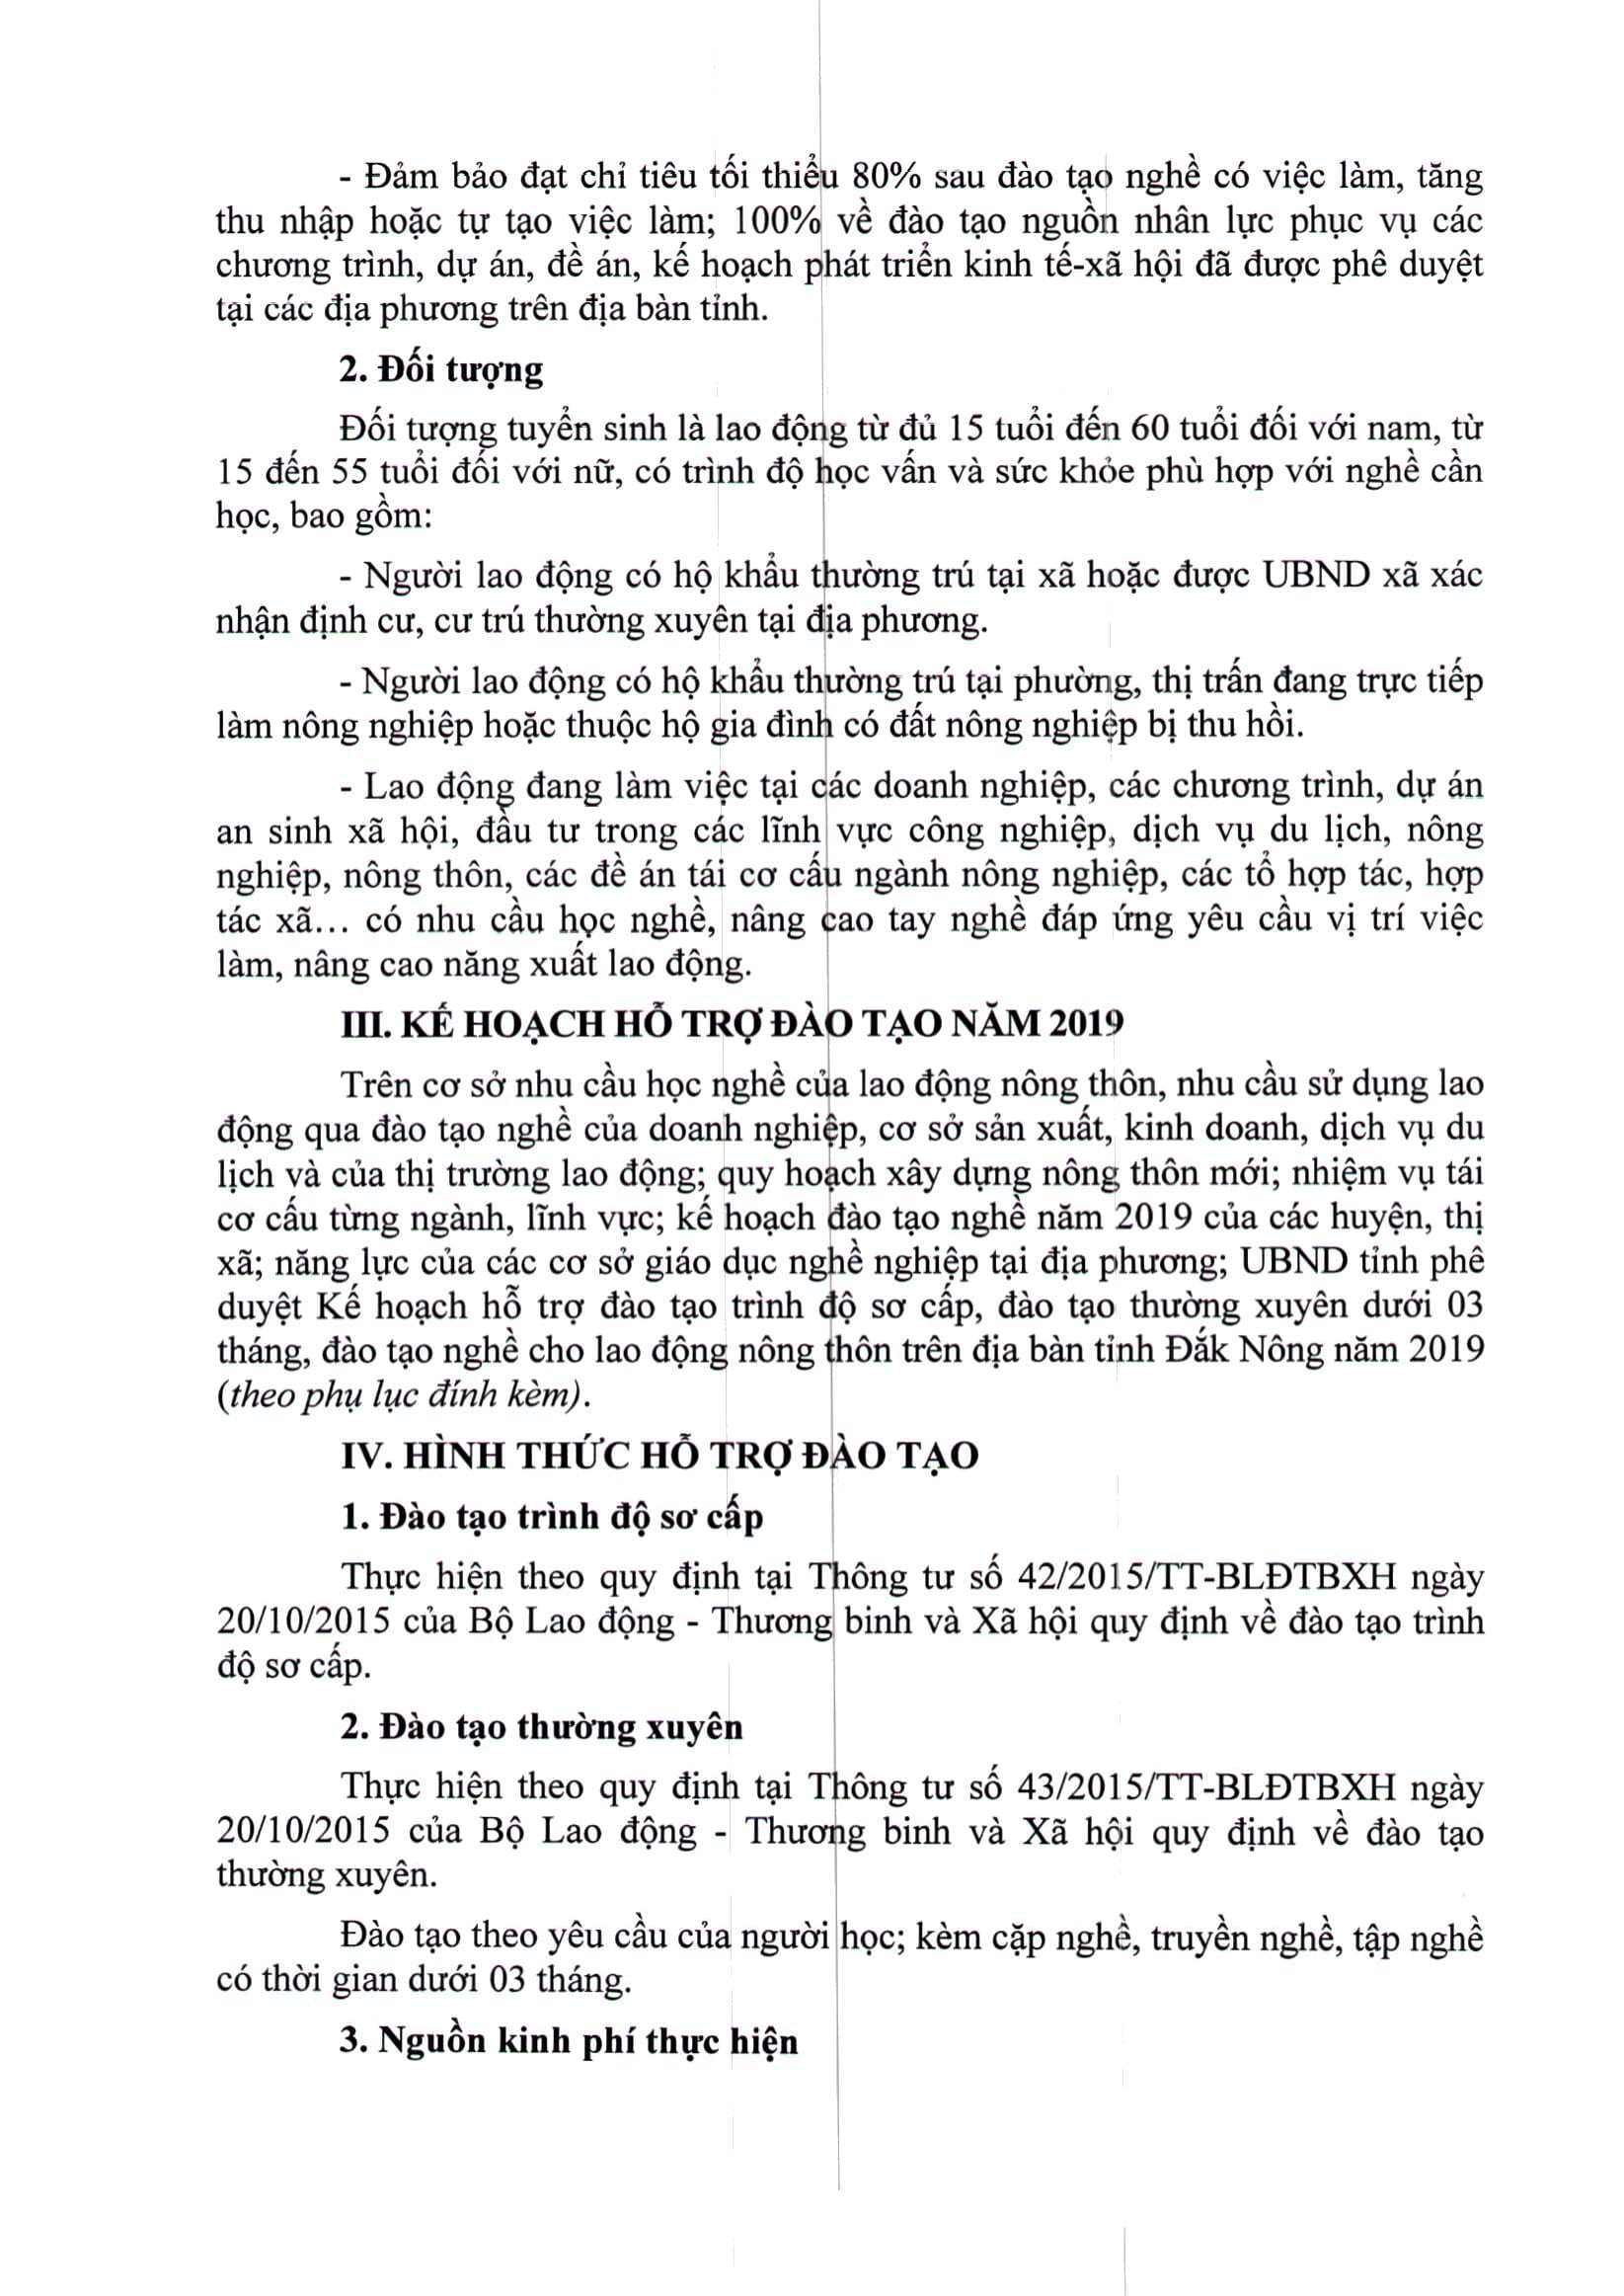 - Đảm bảo đạt chỉ tiêu tối thiểu 80% sau đào tạo nghề có việc làm, tăng
thu nhập hoặc tự tạo việc làm; 100% về đào tạo nguồn nhân lực phục vụ các
chương trình, dự án, đề án, kế hoạch phát triển kinh tế-xã hội đã được phê duyệt
tại các địa phương trên địa bàn tỉnh.
2. Đối tượng
Đối tượng tuyển sinh là lao động từ đủ 15 tuổi đến 60 tuổi đối với nam, từ
15 đến 55 tuổi đối với nữ, có trình độ học vấn và sức khỏe phù hợp với nghề cần
học, bao gồm:
- Người lao động có hộ khẩu thường trú tại xã hoặc được UBND xã xác
nhận định cư, cư trú thường xuyên tại địa phương.
- Người lao động có hộ khẩu thường trú tại phường, thị trấn đang trực tiếp
làm nông nghiệp hoặc thuộc hộ gia đình có đất nông nghiệp bị thu hồi.
- Lao động đang làm việc tại các doanh nghiệp, các chương trình, dự án
an sinh xã hội, đầu tư trong các lĩnh vực công nghiệp, dịch vụ du lịch, nông
nghiệp, nông thôn, các đề án tái cơ cấu ngành nông nghiệp, các tổ hợp tác, hợp
tác xã... có nhu cầu học nghề, nâng cao tay nghề đáp ứng yêu cầu vị trí việc
làm, nâng cao năng xuất lao động.
III. KẾ HOẠCH HỖ TRỢ ĐÀO TẠO NĂM 2019
Trên cơ sở nhu cầu học nghề của lao động nông thôn, nhu cầu sử dụng lao
động qua đào tạo nghề của doanh nghiệp, cơ sở sản xuất, kinh doanh, dịch vụ du
lịch và của thị trường lao động; quy hoạch xây dựng nông thôn mới; nhiệm vụ tái
cơ cấu từng ngành, lĩnh vực; kế hoạch đào tạo nghề năm 2019 của các huyện, thị
xã; năng lực của các cơ sở giáo dục nghề nghiệp tại địa phương; UBND tỉnh phê
duyệt Kế hoạch hỗ trợ đào tạo trình độ sơ cấp, đào tạo thường xuyên dưới 03
tháng, đào tạo nghề cho lao động nông thôn trên địa bàn tỉnh Đắk Nông năm 2019
(theo phụ lục đính kèm).
IV. HÌNH THỨC HỖ TRỢ ĐÀO TẠO
1. Đào tạo trình độ sơ cấp
Thực hiện theo quy định tại Thông tư số 42/2015/TT-BLĐTBXH ngày
20/10/2015 của Bộ Lao động - Thương binh và Xã hội quy định về đào tạo trình
độ sơ cấp.
2. Đào tạo thường xuyên
Thực hiện theo quy định tại Thông tư số 43/2015/TT-BLĐTBXH ngày
20/10/2015 của Bộ Lao động - Thương binh và Xã hội quy định về đào tạo
thường xuyên.
Đào tạo theo yêu cầu của người học; kèm cặp nghề, truyền nghề, tập nghề
có thời gian dưới 03 tháng.
3. Nguồn kinh phí thực hiện